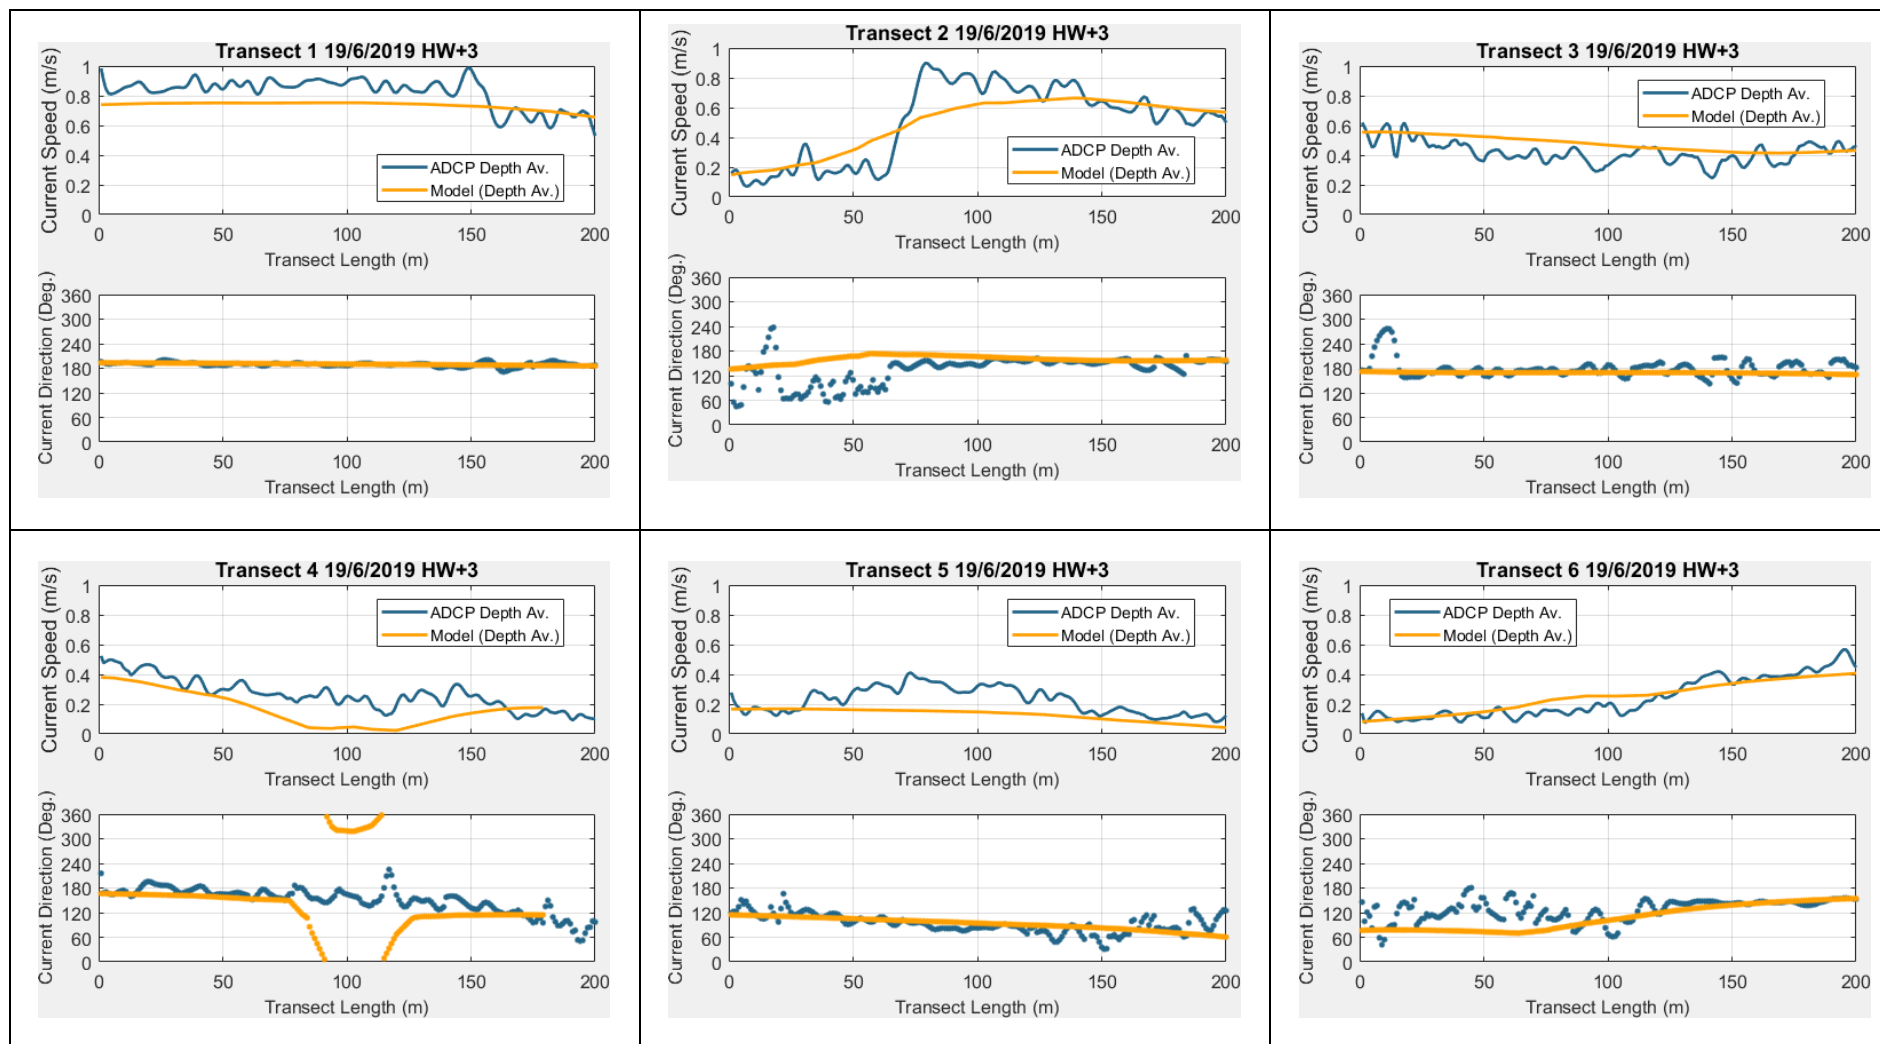 Transect 1 19/6/2019 HW+3
Current Speed (m/s)
1
0.8
0.6
0.4
0.2
0
ADCP Depth Av.
Model (Depth Av.)
0 50 100 150 200
Transect Length (m)
Current Direction (Deg.)
360
300
240
180
120
60
0
0 50 100 150 200
Transect Length (m)
Transect 2 19/6/2019 HW+3
Current Speed (m/s)
1
0.8
0.6
0.4
0.2
0
ADCP Depth Av.
Model (Depth Av.)
0 50 100 150 200
Transect Length (m)
Current Direction (Deg.)
360
300
240
180
120
60
0
0 50 100 150 200
Transect Length (m)
Transect 3 19/6/2019 HW+3
Current Speed (m/s)
1
0.8
0.6
0.4
0.2
0
ADCP Depth Av.
Model (Depth Av.)
0 50 100 150 200
Transect Length (m)
Current Direction (Deg.)
360
300
240
180
120
60
0
0 50 100 150 200
Transect Length (m)
Transect 4 19/6/2019 HW+3
Current Speed (m/s)
1
0.8
0.6
0.4
0.2
0
ADCP Depth Av.
Model (Depth Av.)
0 50 100 150 200
Transect Length (m)
Current Direction (Deg.)
360
300
240
180
120
60
0
0 50 100 150 200
Transect Length (m)
Transect 5 19/6/2019 HW+3
Current Speed (m/s)
1
0.8
0.6
0.4
0.2
0
ADCP Depth Av.
Model (Depth Av.)
0 50 100 150 200
Transect Length (m)
Current Direction (Deg.)
360
300
240
180
120
60
0
0 50 100 150 200
Transect Length (m)
Transect 6 19/6/2019 HW+3
Current Speed (m/s)
1
0.8
0.6
0.4
0.2
0
ADCP Depth Av.
Model (Depth Av.)
0 50 100 150 200
Transect Length (m)
Current Direction (Deg.)
360
300
240
180
120
60
0
0 50 100 150 200
Transect Length (m)